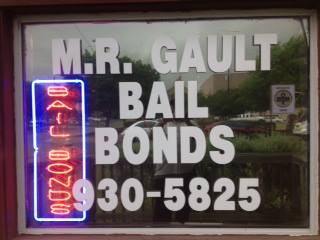 M.R. GAULT
BAIL
BONDS
930-5825
BAIL BONDS